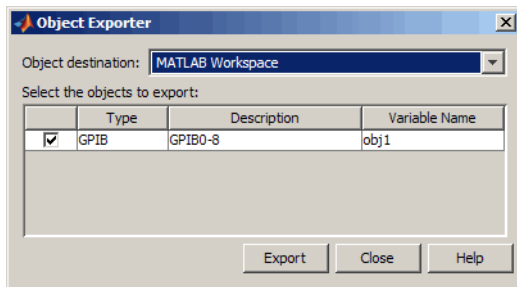 Object Exporter
Object destination: MATLAB Workspace
Select the objects to export:
Type Description Variable Name
GPIB GPIB0-8 obj1
Export Close Help